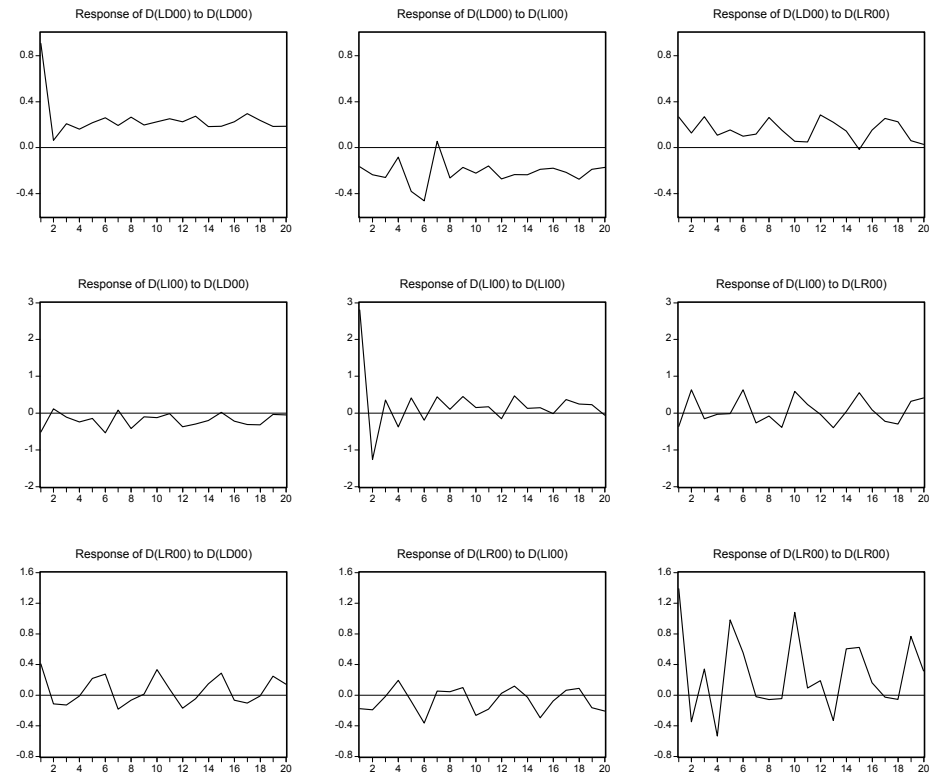 Response of D(LD00) to D(LD00)
0.8
0.4
0.0
-0.4
2 4 6 8 10 12 14 16 18 20
Response of D(LD00) to D(LI00)
0.8
0.4
0.0
-0.4
2 4 6 8 10 12 14 16 18 20
Response of D(LD00) to D(LR00)
0.8
0.4
0.0
-0.4
2 4 6 8 10 12 14 16 18 20
Response of D(LI00) to D(LD00)
3
2
1
0
-1
-2
2 4 6 8 10 12 14 16 18 20
Response of D(LI00) to D(LI00)
3
2
1
0
-1
-2
2 4 6 8 10 12 14 16 18 20
Response of D(LI00) to D(LR00)
3
2
1
0
-1
-2
2 4 6 8 10 12 14 16 18 20
Response of D(LR00) to D(LD00)
1.6
1.2
0.8
0.4
0.0
-0.4
-0.8
2 4 6 8 10 12 14 16 18 20
Response of D(LR00) to D(LI00)
1.6
1.2
0.8
0.4
0.0
-0.4
-0.8
2 4 6 8 10 12 14 16 18 20
Response of D(LR00) to D(LR00)
1.6
1.2
0.8
0.4
0.0
-0.4
-0.8
2 4 6 8 10 12 14 16 18 20